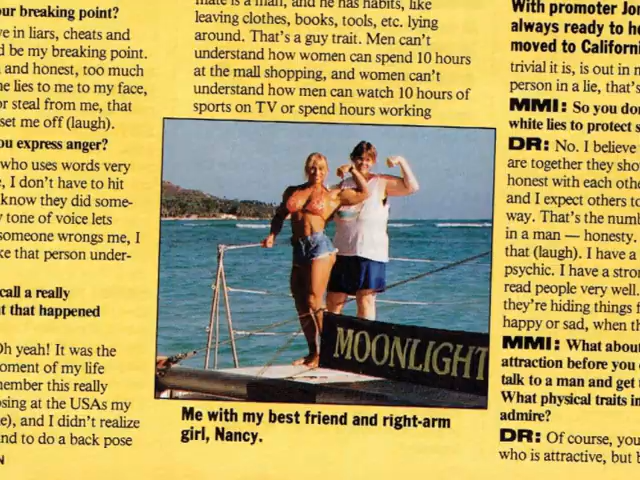 ur breaking point?
e in liars, cheats and
d be my breaking point.
and honest, too much
e lies to me to my face,
or steal from me, that
set me off (laugh).
ou express anger?
who uses words very
e, I don't have to hit
know they did some-
y tone of voice lets
someone wrongs me, I
ke that person under-
call a really
t that happened
Oh yeah! It was the
oment of my life
member this really
osing at the USAs my
e), and I didn't realize
nd to do a back pose
N
mate is a man, and he has habits, like
leaving clothes, books, tools, etc. lying
around. That's a guy trait. Men can't
understand how women can spend 10 hours
at the mall shopping, and women can't
understand how men can watch 10 hours of
sports on TV or spend hours working
MOONLIGHT
Me with my best friend and right-arm
girl, Nancy.
With promoter Jo
always ready to he
moved to Californi
trivial it is, is out in
person in a lie, that's
MMI: So you do
white lies to protect s
DR: No. I believe
are together they sho
honest with each othe
and I expect others to
way. That's the numb
in a man — honesty.
that (laugh). I have a
psychic. I have a stro
read people very well.
they're hiding things
happy or sad, when th
MMI: What about
attraction before you
talk to a man and get
What physical traits in
admire?
DR: Of course, you
who is attractive, but